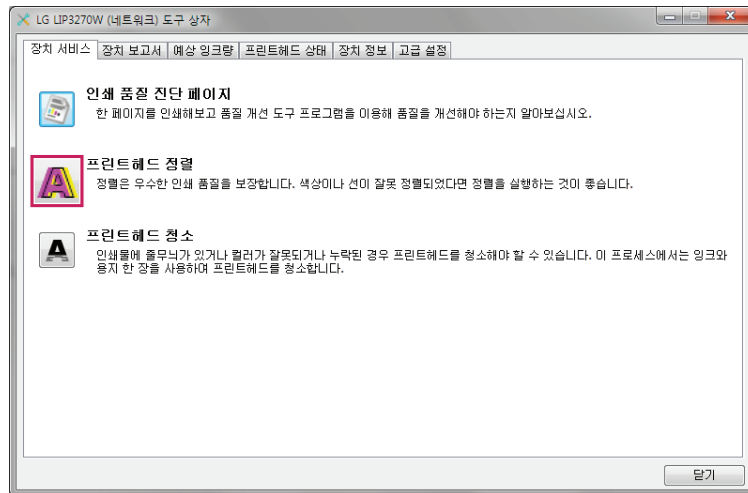 LG LIP3270W (네트워크) 도구 상자
장치 서비스 장치 보고서 예상 잉크량 프린트헤드 상태 장치 정보 고급 설정
인쇄 품질 진단 페이지
한 페이지를 인쇄해보고 품질 개선 도구 프로그램을 이용해 품질을 개선해야 하는지 알아보십시오.
프린트헤드 정렬
정렬은 우수한 인쇄 품질을 보장합니다. 색상이나 선이 잘못 정렬되었다면 정렬을 실행하는 것이 좋습니다.
프린트헤드 청소
인쇄물에 줄무늬가 있거나 컬러가 잘못되거나 누락된 경우 프린트헤드를 청소해야 할 수 있습니다. 이 프로세스에서는 잉크와
용지 한 장을 사용하며 프린트헤드를 청소합니다.
닫기